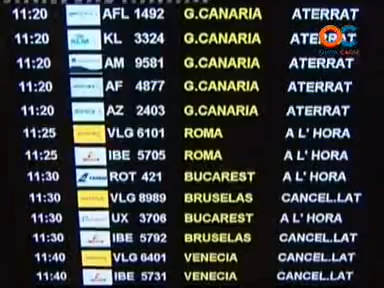 11:20 AFL 1492 G.CANARIA ATERRAT
11:20 KLM KL 3324 G.CANARIA ATERRAT
11:20 AM 9581 G.CANARIA ATERRAT
11:20 AF 4877 G.CANARIA ATERRAT
11:20 AZ 2403 G.CANARIA ATERRAT
11:25 VLG 6101 ROMA A L' HORA
11:25 IBE 5705 ROMA A L' HORA
11:30 ROT 421 BUCAREST A L' HORA
11:30 VLG 8989 BRUSELAS CANCEL.LAT
11:30 UX 3706 BUCAREST A L' HORA
11:30 IBE 5792 BRUSELAS CANCEL.LAT
11:40 VLG 6401 VENECIA CANCEL.LAT
11:40 IBE 5731 VENECIA CANCEL.LAT